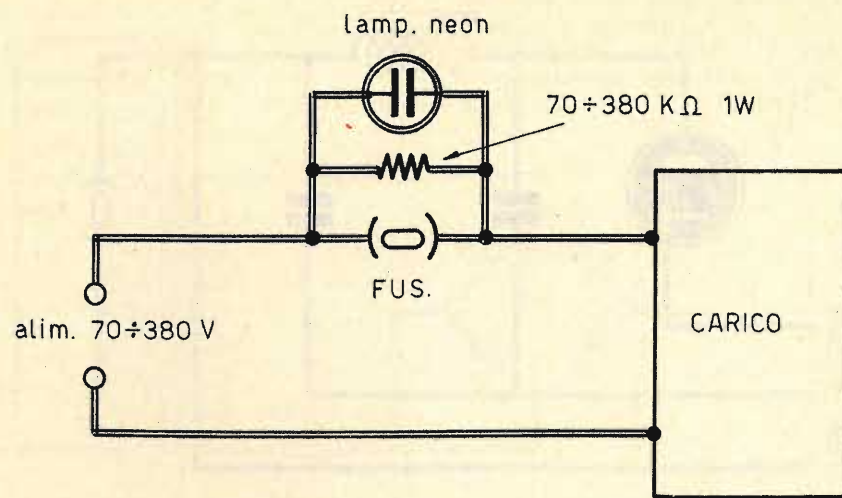 lamp. neon
70÷380 KΩ 1W
FUS.
alim. 70÷380 V
CARICO